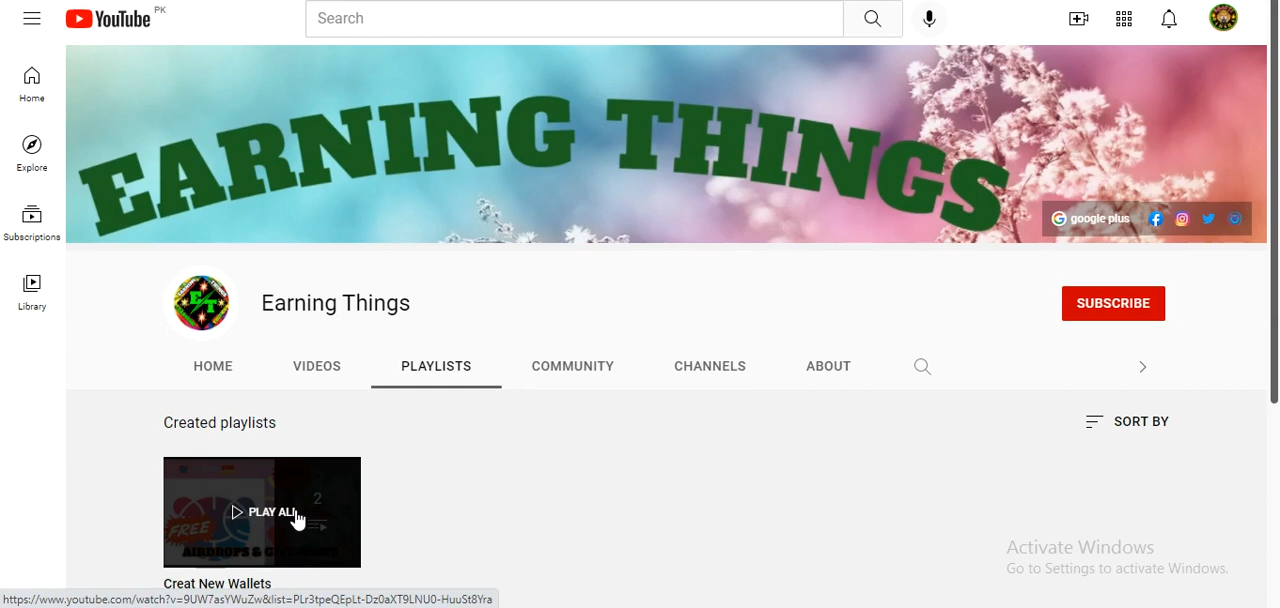 YouTube PK
Search
Home
Explore
Subscriptions
Library
EARNING THINGS
google plus
E/T
Earning Things
SUBSCRIBE
HOME VIDEOS PLAYLISTS COMMUNITY CHANNELS ABOUT
Created playlists
SORT BY
2
PLAY ALL
FREE
AIRDROPS & GIVEAWAYS
Creat New Wallets
Activate Windows
Go to Settings to activate Windows.
https://www.youtube.com/watch?v=9UW7asYWuZw&list=PLr3tpeQEpLt-Dz0aXT9LNU0-HuuSt8Yra